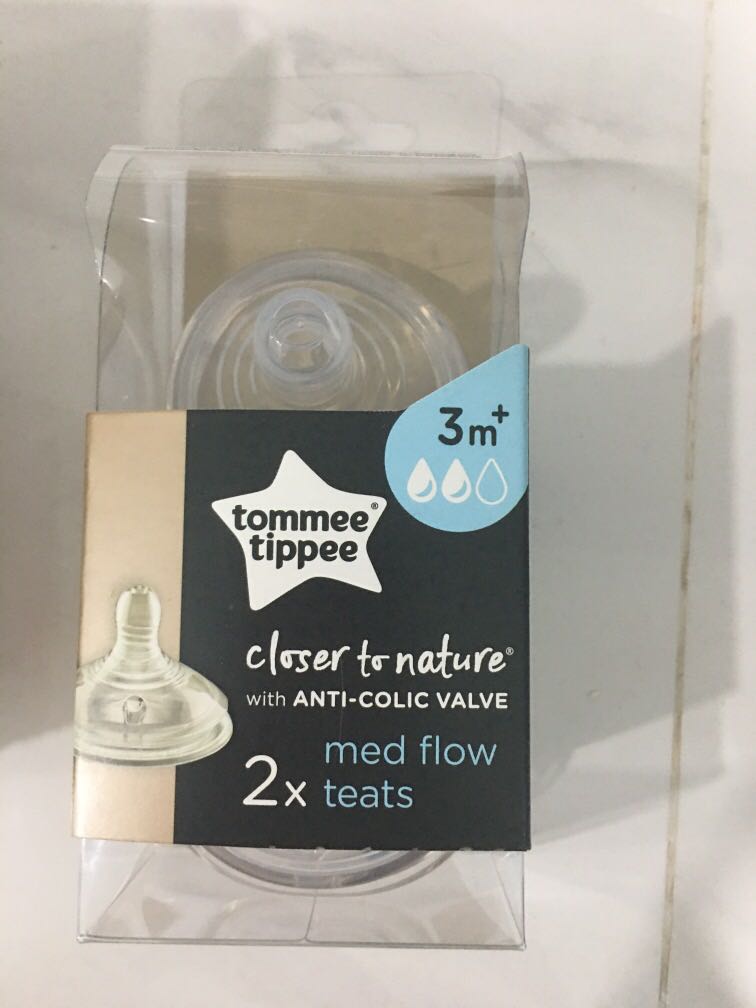 3m+
tommee®
tippee
closer to nature®
with ANTI-COLIC VALVE
2x med flow
teats